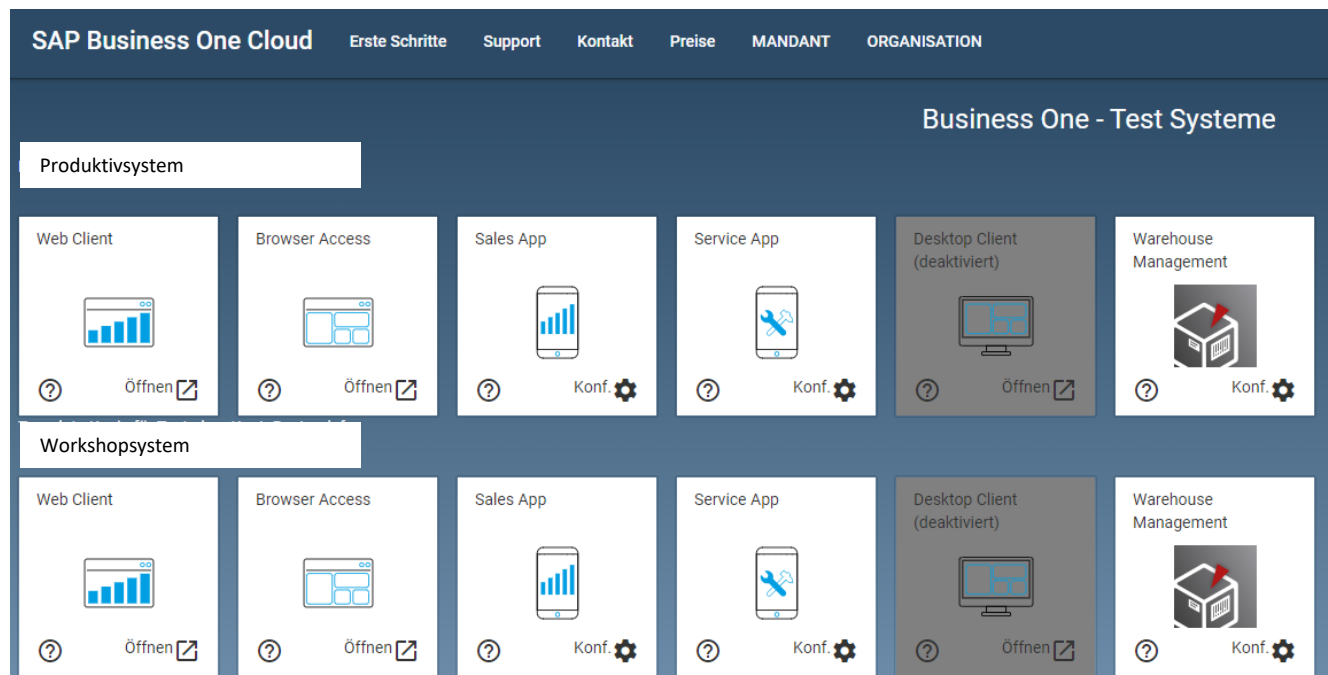 SAP Business One Cloud Erste Schritte Support Kontakt Preise MANDANT ORGANISATION
Business One - Test Systeme
Produktivsystem
Web Client Browser Access Sales App Service App Desktop Client (deaktiviert) Warehouse Management
Öffnen Öffnen Konf. Konf. Öffnen Konf.
Workshopsystem
Web Client Browser Access Sales App Service App Desktop Client (deaktiviert) Warehouse Management
Öffnen Öffnen Konf. Konf. Öffnen Konf.